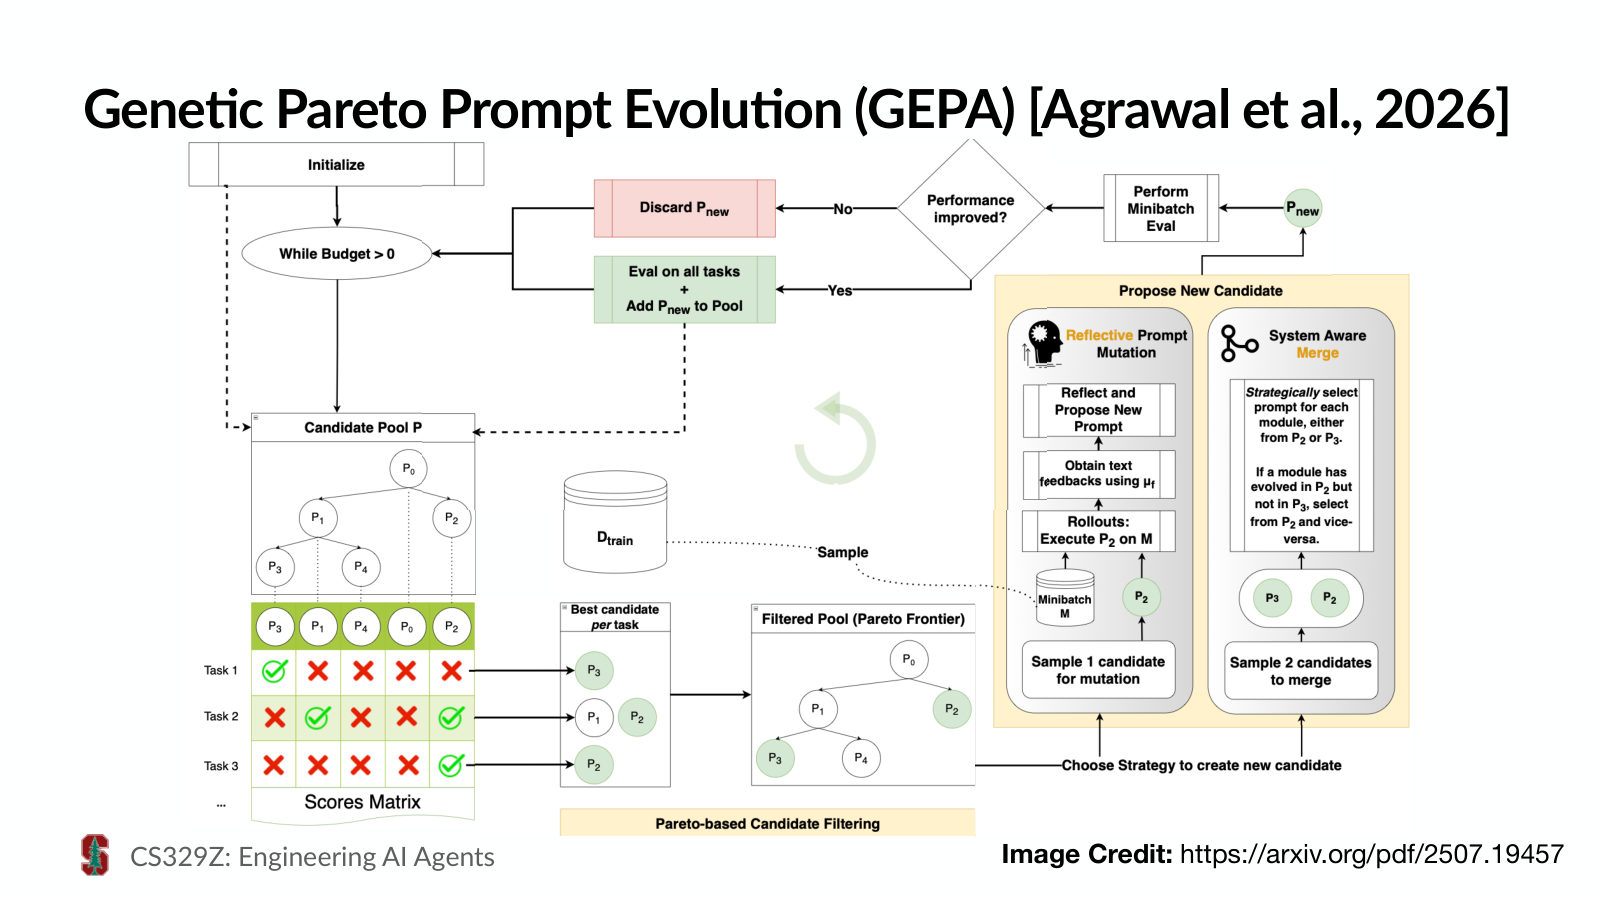 Genetic Pareto Prompt Evolution (GEPA) [Agrawal et al., 2026]
Initialize
While Budget > 0
Discard Pnew
Eval on all tasks
+
Add Pnew to Pool
No
Yes
Performance
improved?
Perform
Minibatch
Eval
Pnew
Propose New Candidate
Reflective Prompt
Mutation
Reflect and
Propose New
Prompt
Obtain text
feedbacks using μf
Rollouts:
Execute P2 on M
Minibatch
M
P2
Sample 1 candidate
for mutation
System Aware
Merge
Strategically select
prompt for each
module, either
from P2 or P3.
If a module has
evolved in P2 but
not in P3, select
from P2 and vice-
versa.
P3 P2
Sample 2 candidates
to merge
Choose Strategy to create new candidate
Candidate Pool P
P0
P1 P2
P3 P4
P3 P1 P4 P0 P2
Task 1
Task 2
Task 3
...
Scores Matrix
Dtrain
Sample
Best candidate
per task
P3
P1 P2
P2
Filtered Pool (Pareto Frontier)
P0
P1 P2
P3 P4
Pareto-based Candidate Filtering
CS329Z: Engineering AI Agents
Image Credit: https://arxiv.org/pdf/2507.19457